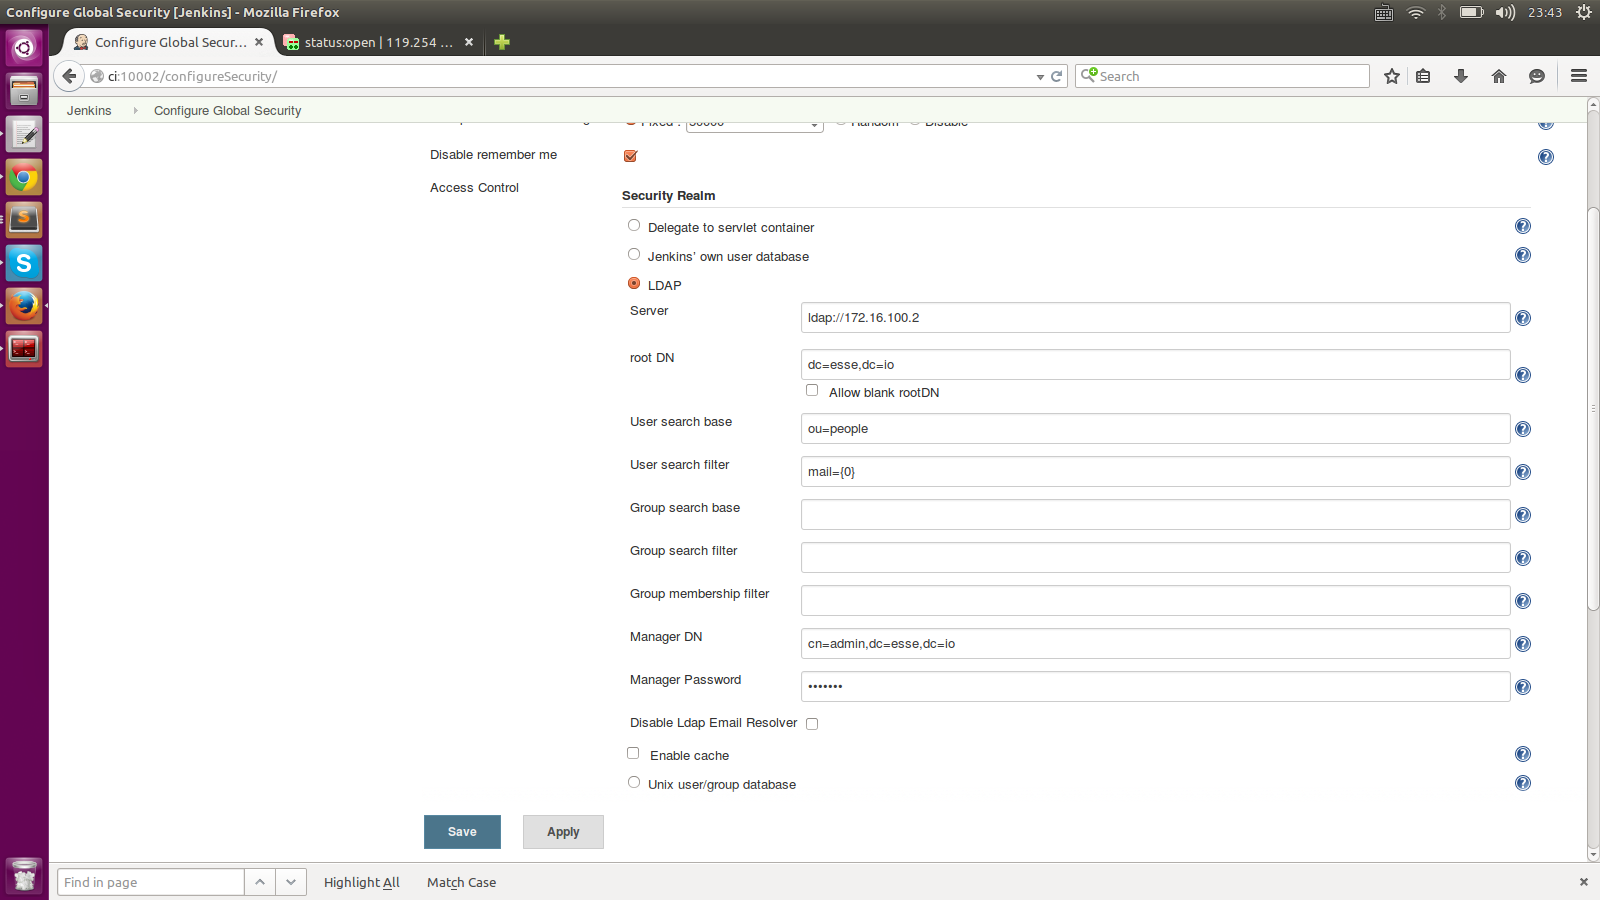 Configure Global Security [Jenkins] - Mozilla Firefox
23:43
Configure Global Secur... ×
status:open | 119.254 ... ×
ci:10002/configureSecurity/
Search
Jenkins
Configure Global Security
Fixed : 50000 Random Disable
Disable remember me
Access Control
Security Realm
Delegate to servlet container
Jenkins' own user database
LDAP
Server
ldap://172.16.100.2
root DN
dc=esse,dc=io
Allow blank rootDN
User search base
ou=people
User search filter
mail={0}
Group search base
Group search filter
Group membership filter
Manager DN
cn=admin,dc=esse,dc=io
Manager Password
•••••••
Disable Ldap Email Resolver
Enable cache
Unix user/group database
Save
Apply
Find in page
Highlight All
Match Case